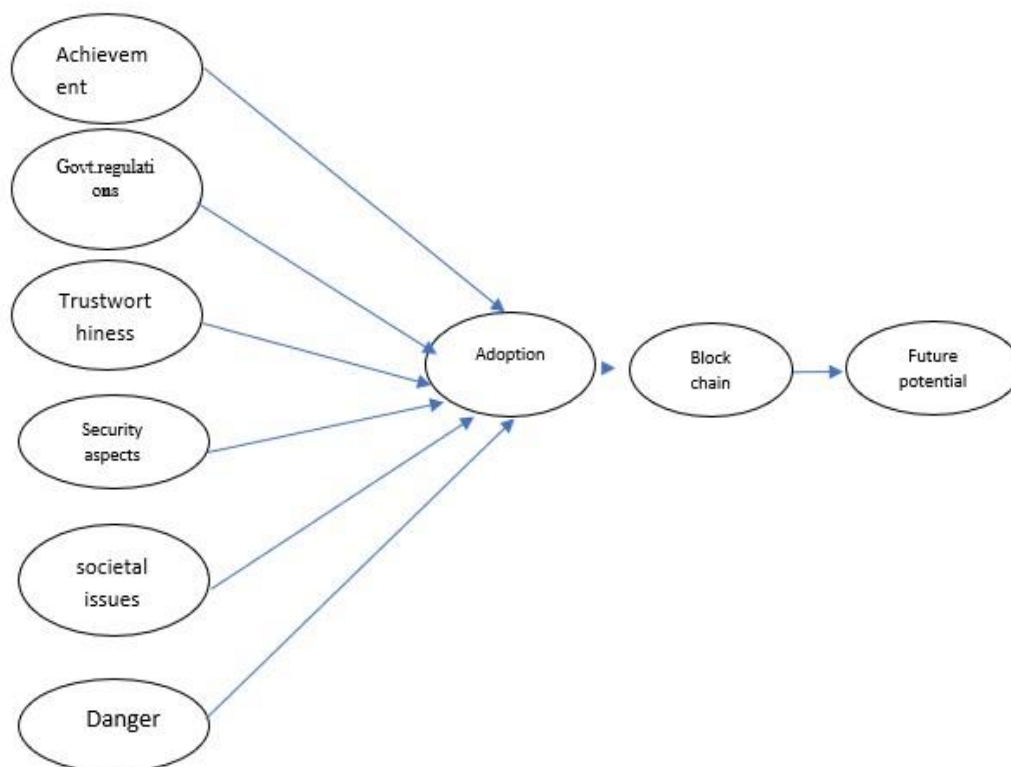 Achievem
ent
Govt.regulati
ons
Trustwort
hiness
Security
aspects
societal
issues
Danger
Adoption
Block
chain
Future
potential